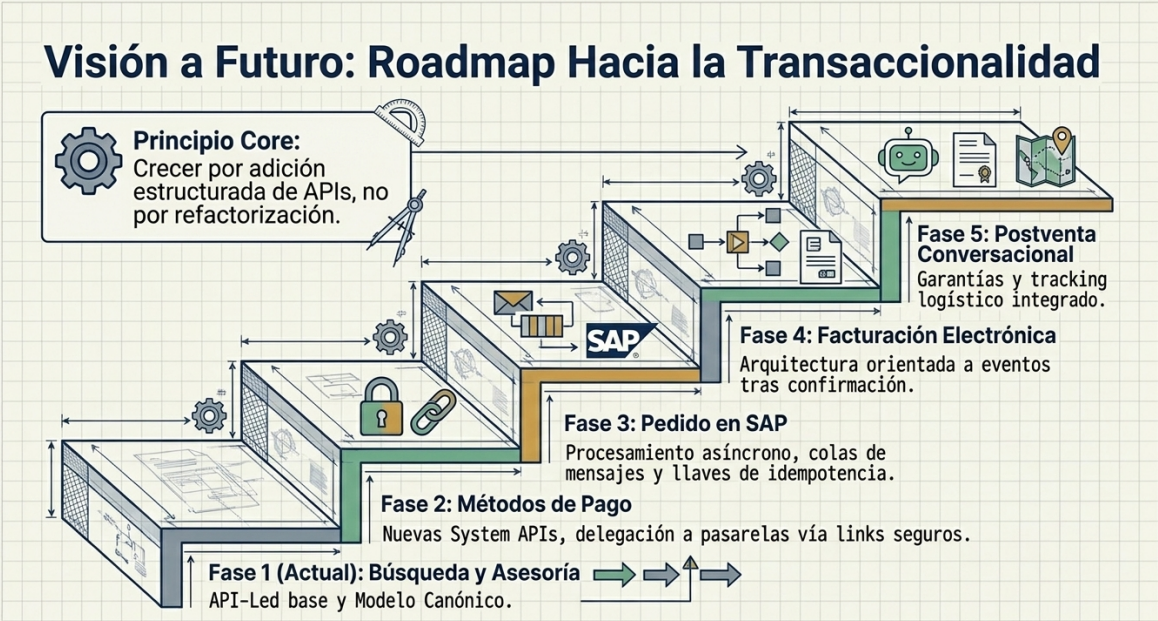 Visión a Futuro: Roadmap Hacia la Transaccionalidad
Principio Core:
Crecer por adición
estructurada de APIs, no
por refactorización.
Fase 5: Postventa
Conversacional
Garantías y tracking
logístico integrado.
Fase 4: Facturación Electrónica
Arquitectura orientada a eventos
tras confirmación.
SAP
Fase 3: Pedido en SAP
Procesamiento asíncrono, colas de
mensajes y llaves de idempotencia.
Fase 2: Métodos de Pago
Nuevas System APIs, delegación a pasarelas vía links seguros.
Fase 1 (Actual): Búsqueda y Asesoría
API-Led base y Modelo Canónico.